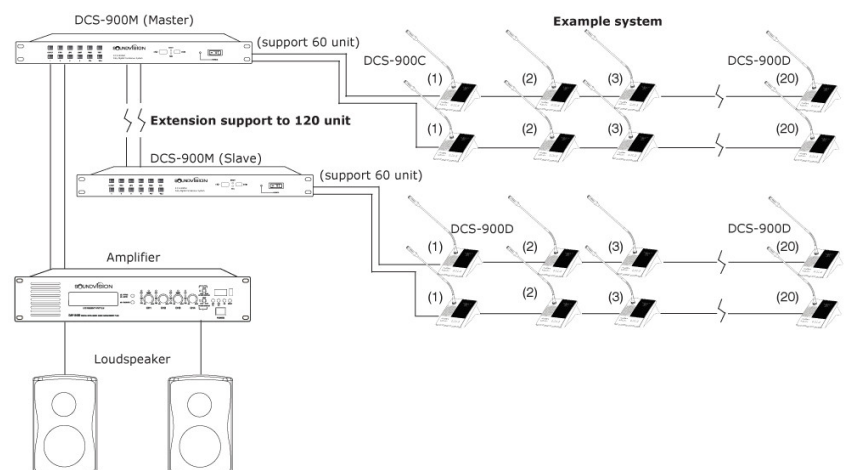 DCS-900M (Master)
Example system
SOUNDVISION
(support 60 unit)
DCS-900C
DCS-900D
(1)
(2)
(3)
(20)
(1)
(2)
(3)
(20)
Extension support to 120 unit
DCS-900M (Slave)
SOUNDVISION
(support 60 unit)
DCS-900D
DCS-900D
(1)
(2)
(3)
(20)
(1)
(2)
(3)
(20)
Amplifier
SOUNDVISION
Loudspeaker